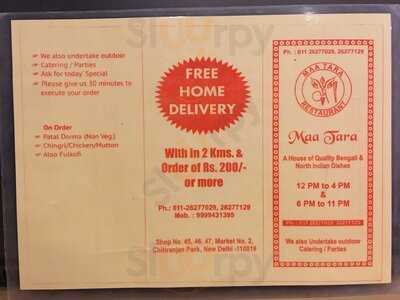 We also undertake outdoor
Catering / Parties
Ask for today' Special
Please give us 30 minutes to
execute your order
On Order
Patal Dorma (Non Veg.)
Chingri/Chicken/Mutton
Aloo Fulkofi
FREE
HOME
DELIVERY
With in 2 Kms. &
Order of Rs. 200/-
or more
Ph.: 011-26277029, 26277129
Mob. : 9999431395
Shop No. 45, 46, 47, Market No. 2,
Chittranjan Park, New Delhi -110019
Ph. : 011 26277029, 26277129
MAA TARA
RESTAURANT
Maa Tara
A House of Quality Bengali &
North Indian Dishes
12 PM to 4 PM
&
6 PM to 11 PM
We also Undertake outdoor
Catering / Parties